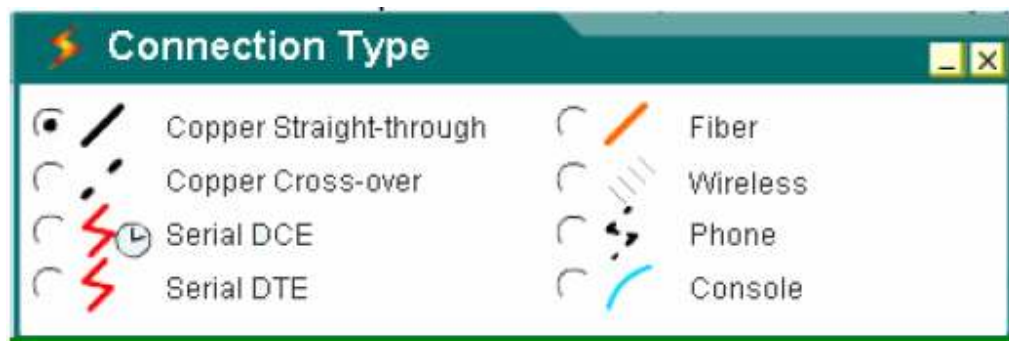 Connection Type
Copper Straight-through
Fiber
Copper Cross-over
Wireless
Serial DCE
Phone
Serial DTE
Console